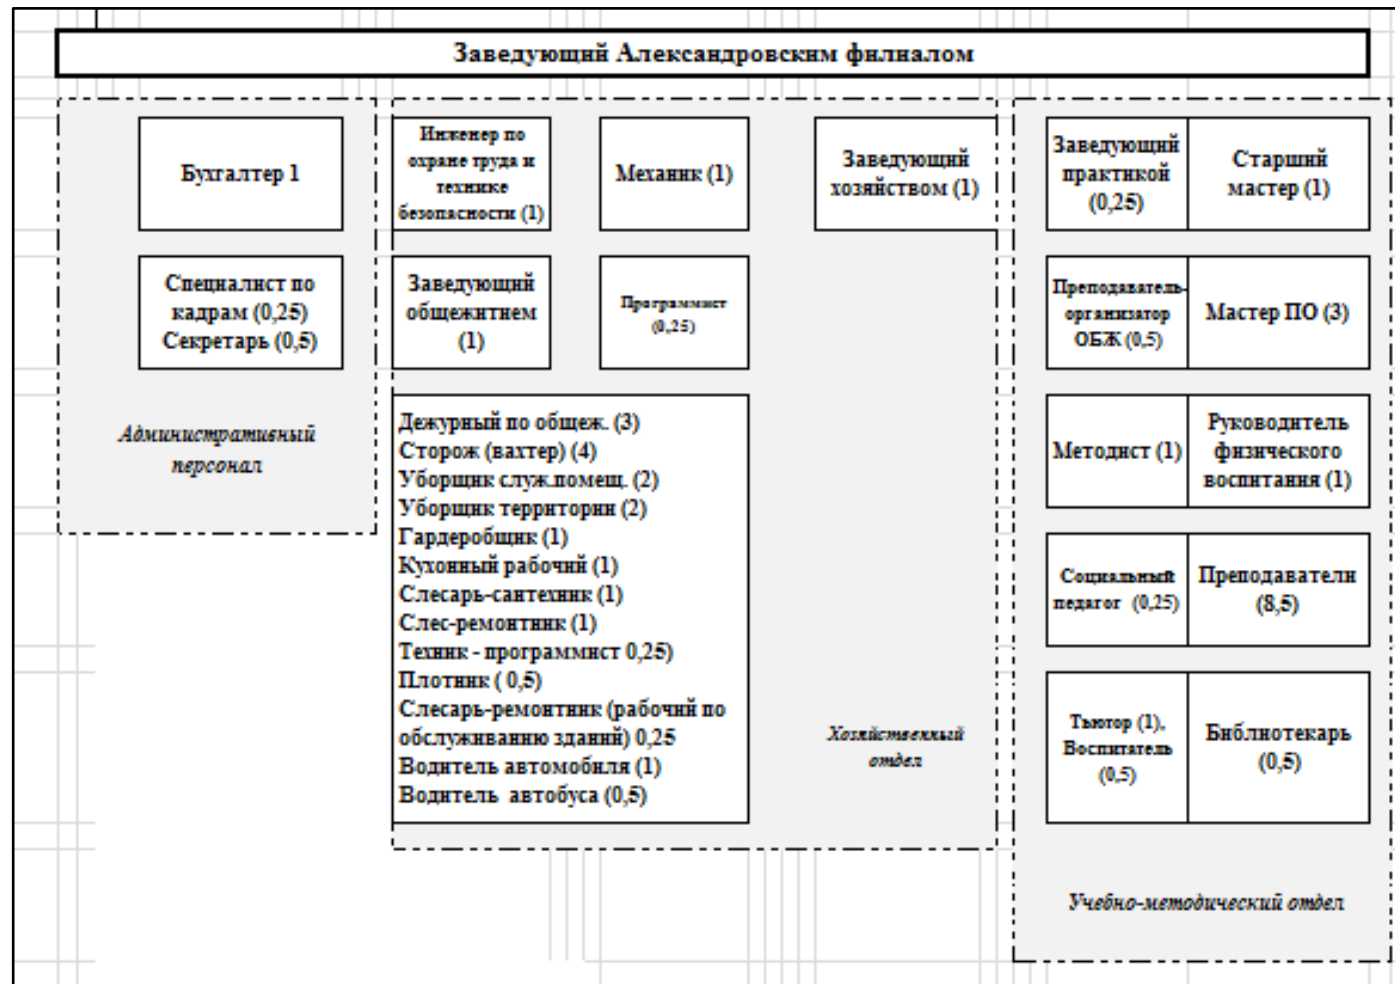 Заведующий Александровским филиалом
Бухгалтер 1
Специалист по
кадрам (0,25)
Секретарь (0,5)
Административный
персонал
Инженер по
охране труда и
технике
безопасности (1)
Механик (1)
Заведующий
хозяйством (1)
Заведующий
общежитием
(1)
Программист
(0,25)
Дежурный по общеж. (3)
Сторож (вахтер) (4)
Уборщик служ.помещ. (2)
Уборщик территории (2)
Гардеробщик (1)
Кухонный рабочий (1)
Слесарь-сантехник (1)
Слес-ремонтник (1)
Техник - программист 0,25)
Плотник ( 0,5)
Слесарь-ремонтник (рабочий по
обслуживанию зданий) 0,25
Водитель автомобиля (1)
Водитель автобуса (0,5)
Хозяйственный
отдел
Заведующий
практикой
(0,25)
Старший
мастер (1)
Преподаватель-
организатор
ОБЖ (0,5)
Мастер ПО (3)
Методист (1)
Руководитель
физического
воспитания (1)
Социальный
педагог (0,25)
Преподаватели
(8,5)
Тьютор (1),
Воспитатель
(0,5)
Библиотекарь
(0,5)
Учебно-методический отдел